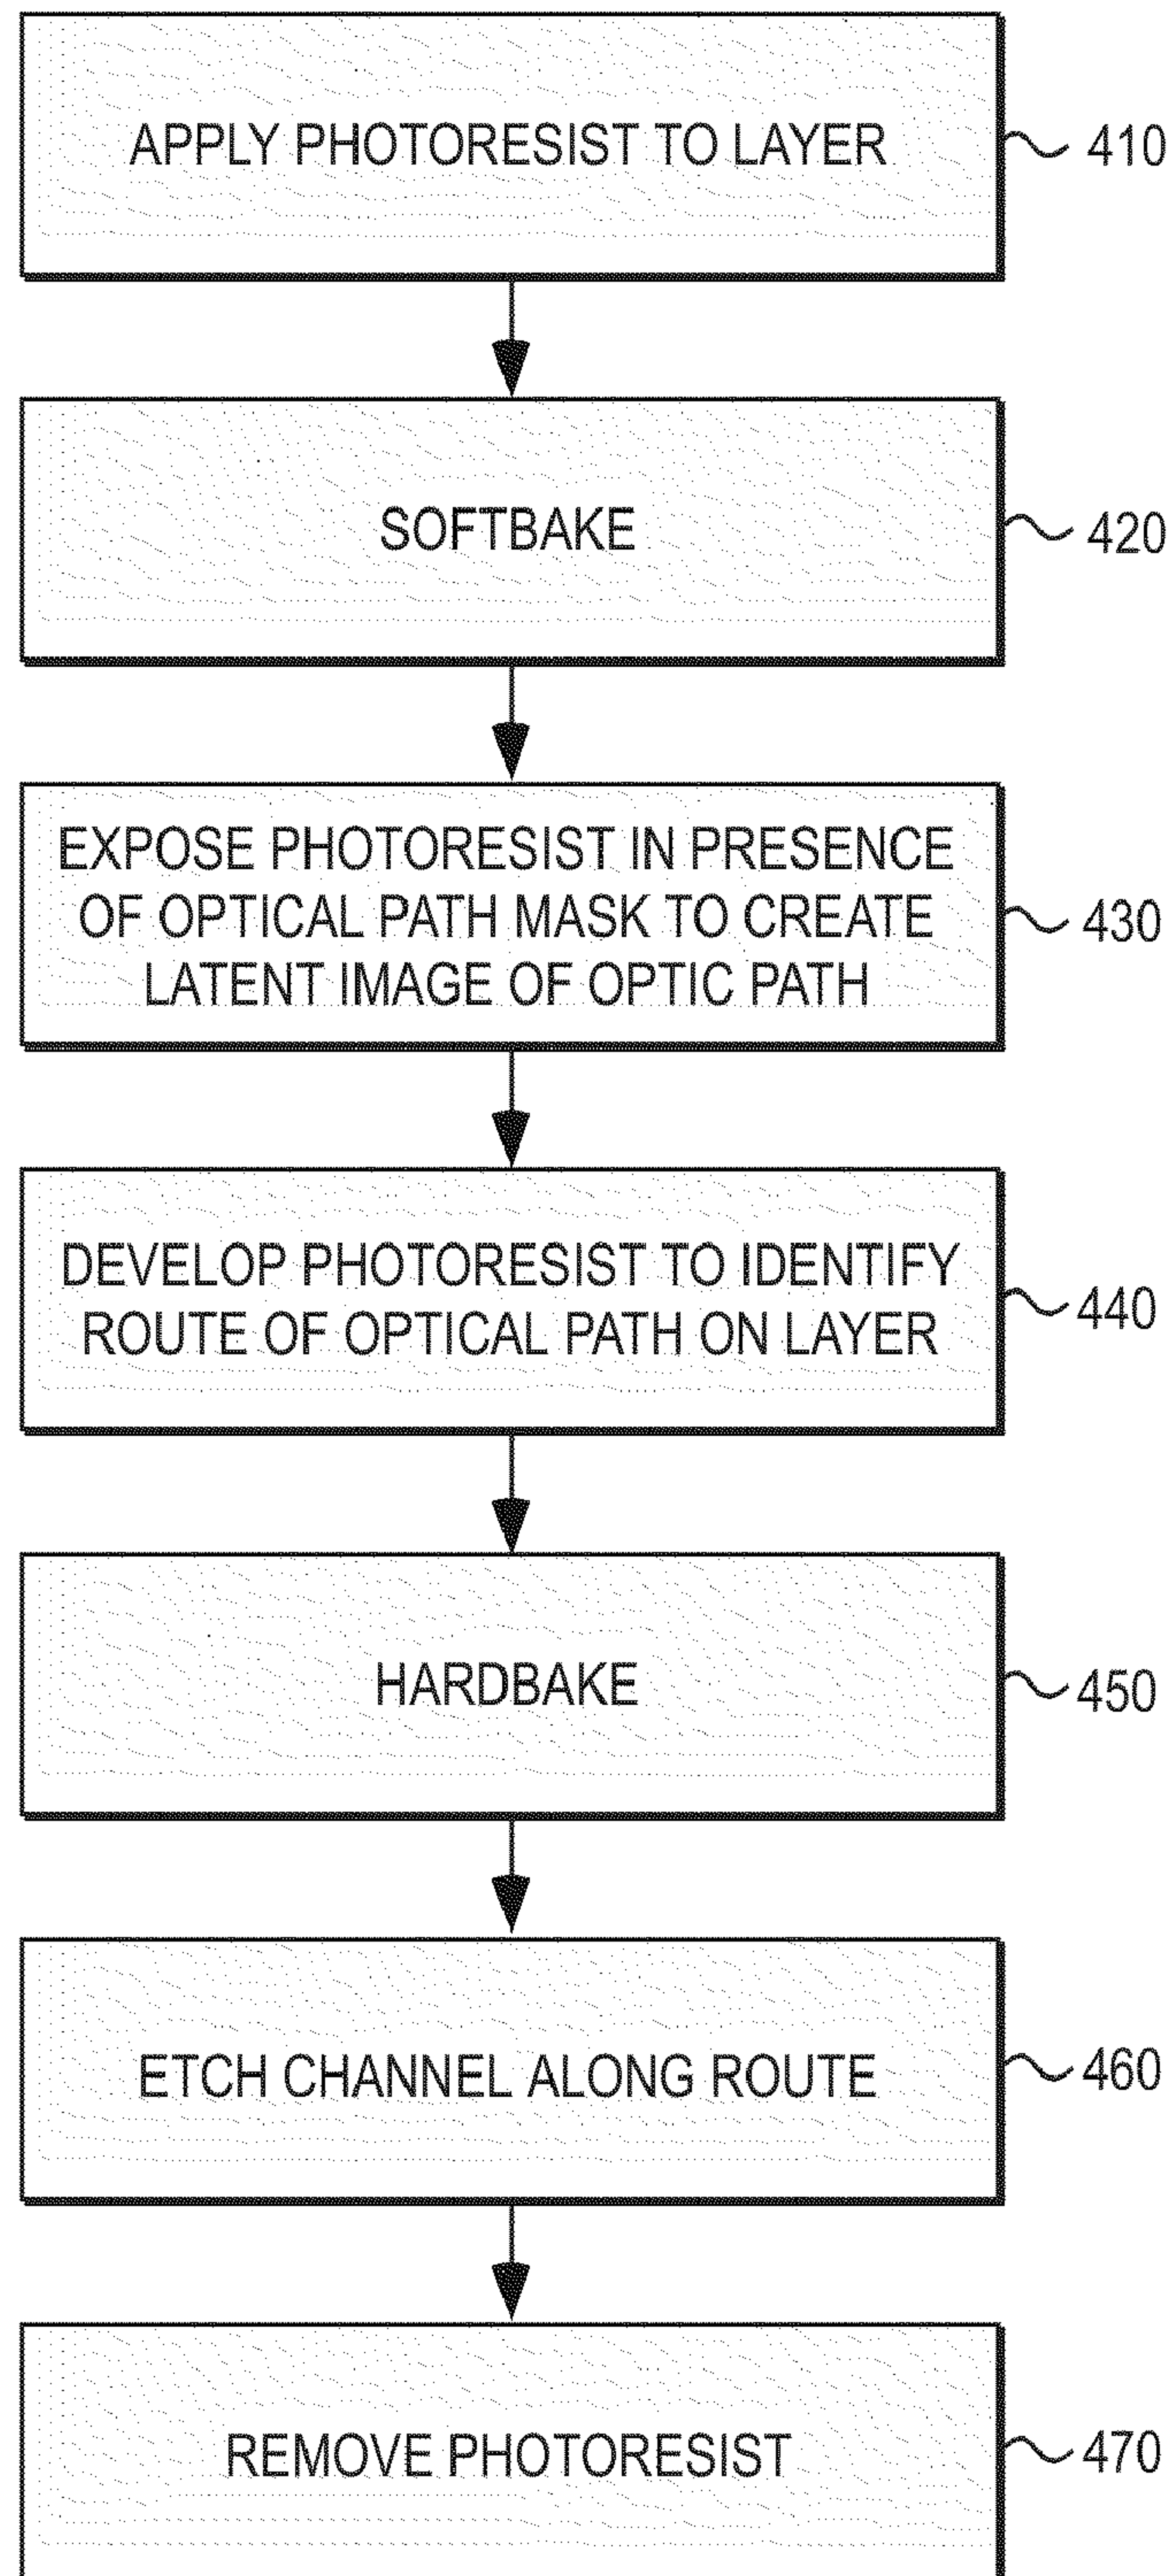 APPLY PHOTORESIST TO LAYER
410
SOFTBAKE
420
EXPOSE PHOTORESIST IN PRESENCE
OF OPTICAL PATH MASK TO CREATE
LATENT IMAGE OF OPTIC PATH
430
DEVELOP PHOTORESIST TO IDENTIFY
ROUTE OF OPTICAL PATH ON LAYER
440
HARDBAKE
450
ETCH CHANNEL ALONG ROUTE
460
REMOVE PHOTORESIST
470